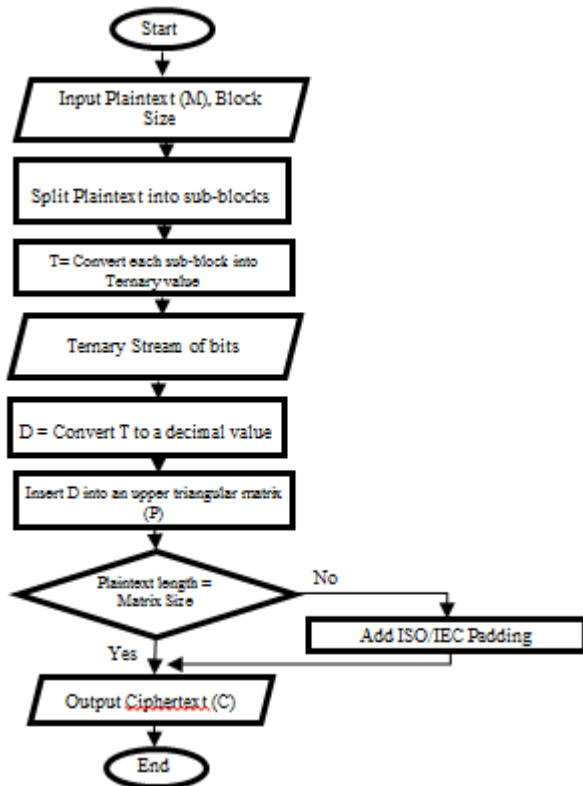 Start
Input Plaintext (M), Block
Size
Split Plaintext into sub-blocks
T= Convert each sub-block into
Ternary value
Ternary Stream of bits
D = Convert T to a decimal value
Insert D into an upper triangular matrix
(P)
Plaintext length =
Matrix Size
No
Add ISO/IEC Padding
Yes
Output Ciphertext (C)
End